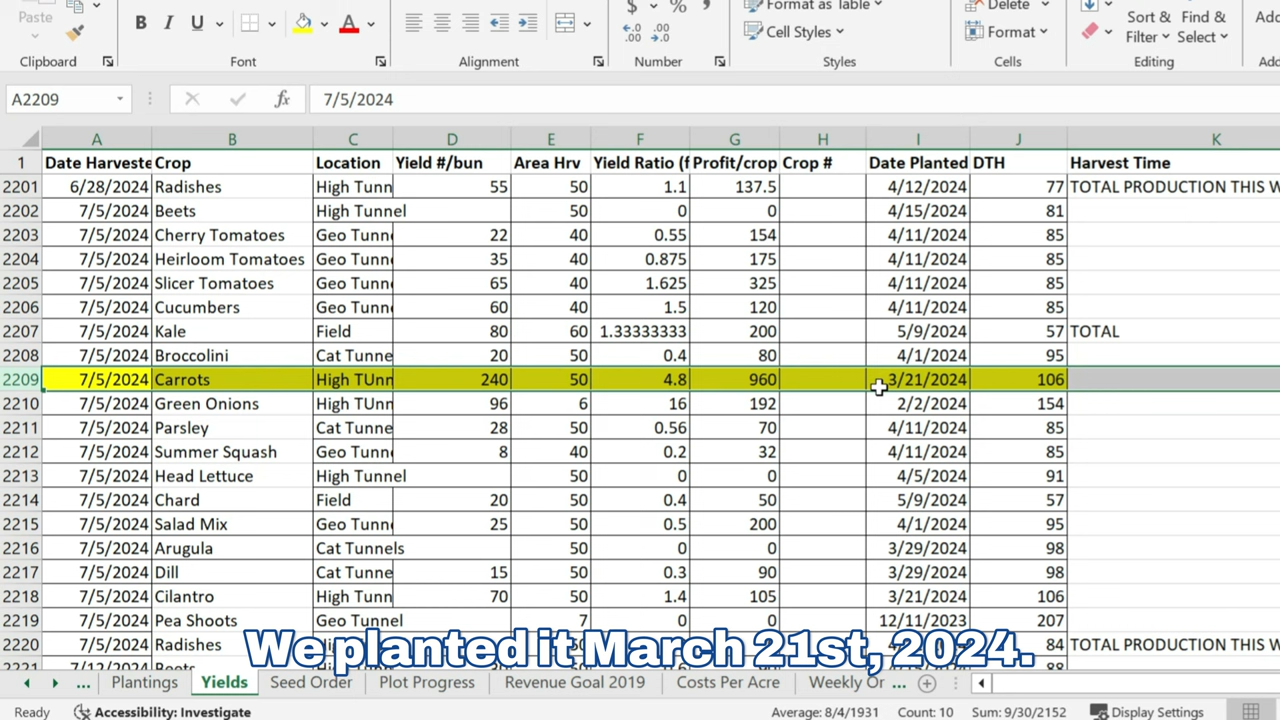 Paste
B I U A
$ % ,
Format as Table
Cell Styles
Delete
Format
Sort & Find &
Filter Select
Clipboard Font Alignment Number Styles Cells Editing
A2209 fx 7/5/2024
A B C D E F G H I J K
1 Date Harveste Crop Location Yield #/bun Area Hrv Yield Ratio (f Profit/crop Crop # Date Planted DTH Harvest Time
2201 6/28/2024 Radishes High Tunn 55 50 1.1 137.5 4/12/2024 77 TOTAL PRODUCTION THIS W
2202 7/5/2024 Beets High Tunnel 50 0 0 4/15/2024 81
2203 7/5/2024 Cherry Tomatoes Geo Tunne 22 40 0.55 154 4/11/2024 85
2204 7/5/2024 Heirloom Tomatoes Geo Tunne 35 40 0.875 175 4/11/2024 85
2205 7/5/2024 Slicer Tomatoes Geo Tunne 65 40 1.625 325 4/11/2024 85
2206 7/5/2024 Cucumbers Geo Tunne 60 40 1.5 120 4/11/2024 85
2207 7/5/2024 Kale Field 80 60 1.33333333 200 5/9/2024 57 TOTAL
2208 7/5/2024 Broccolini Cat Tunne 20 50 0.4 80 4/1/2024 95
2209 7/5/2024 Carrots High TUnn 240 50 4.8 960 3/21/2024 106
2210 7/5/2024 Green Onions High TUnn 96 6 16 192 2/2/2024 154
2211 7/5/2024 Parsley Cat Tunne 28 50 0.56 70 4/11/2024 85
2212 7/5/2024 Summer Squash Geo Tunne 8 40 0.2 32 4/11/2024 85
2213 7/5/2024 Head Lettuce High Tunnel 50 0 0 4/5/2024 91
2214 7/5/2024 Chard Field 20 50 0.4 50 5/9/2024 57
2215 7/5/2024 Salad Mix Geo Tunne 25 50 0.5 200 4/1/2024 95
2216 7/5/2024 Arugula Cat Tunnels 50 0 0 3/29/2024 98
2217 7/5/2024 Dill Cat Tunne 15 50 0.3 90 3/29/2024 98
2218 7/5/2024 Cilantro High Tunn 70 50 1.4 105 3/21/2024 106
2219 7/5/2024 Pea Shoots Geo Tunnel 7 0 0 12/11/2023 207
2220 7/5/2024 Radishes 84 TOTAL PRODUCTION THIS W
We planted it March 21st, 2024.
2221 7/12/2024 Beets
... Plantings Yields Seed Order Plot Progress Revenue Goal 2019 Costs Per Acre Weekly Or ...
Ready Accessibility: Investigate Average: 8/4/1931 Count: 10 Sum: 9/30/2152 Display Settings